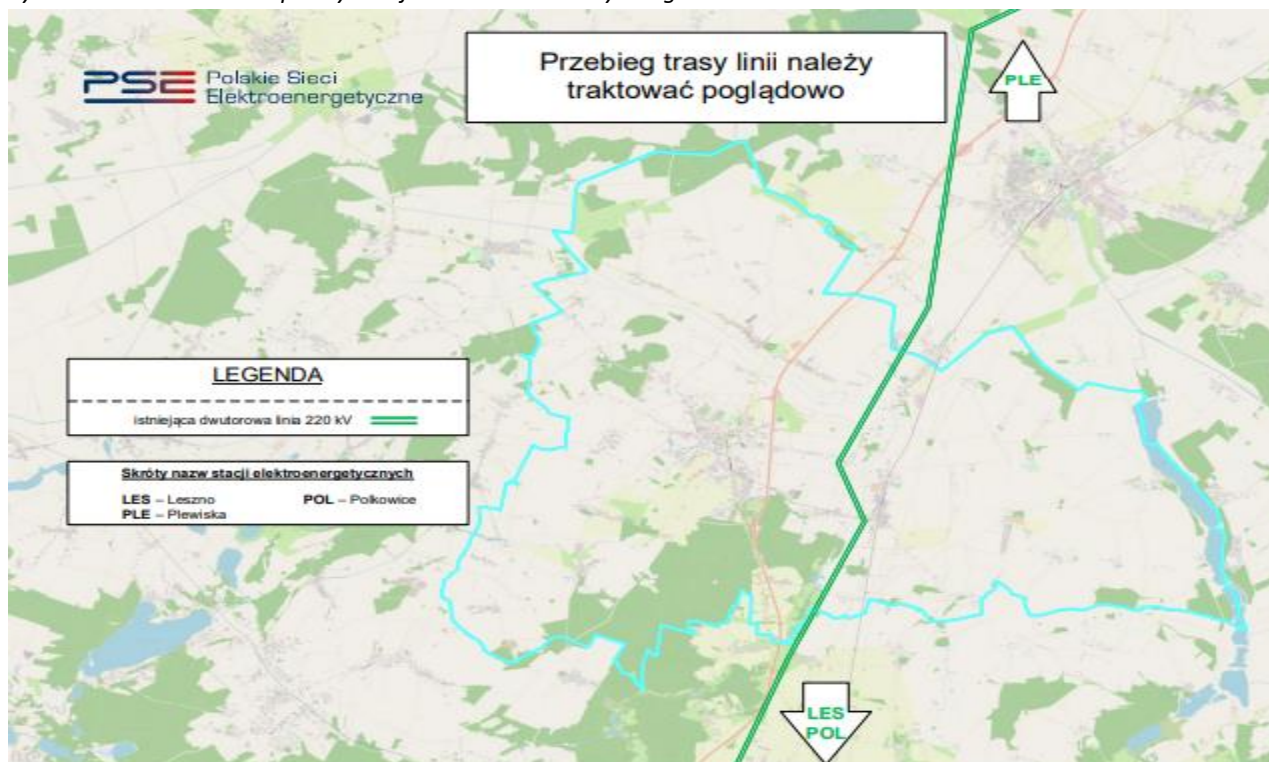 PSE Polskie Sieci
Elektroenergetyczne
Przebieg trasy linii należy
traktować poglądowo
PLE
LEGENDA
istniejąca dwutorowa linia 220 kV
Skróty nazw stacji elektroenergetycznych
LES – Leszno POL – Polkowice
PLE – Plewiska
LES
POL